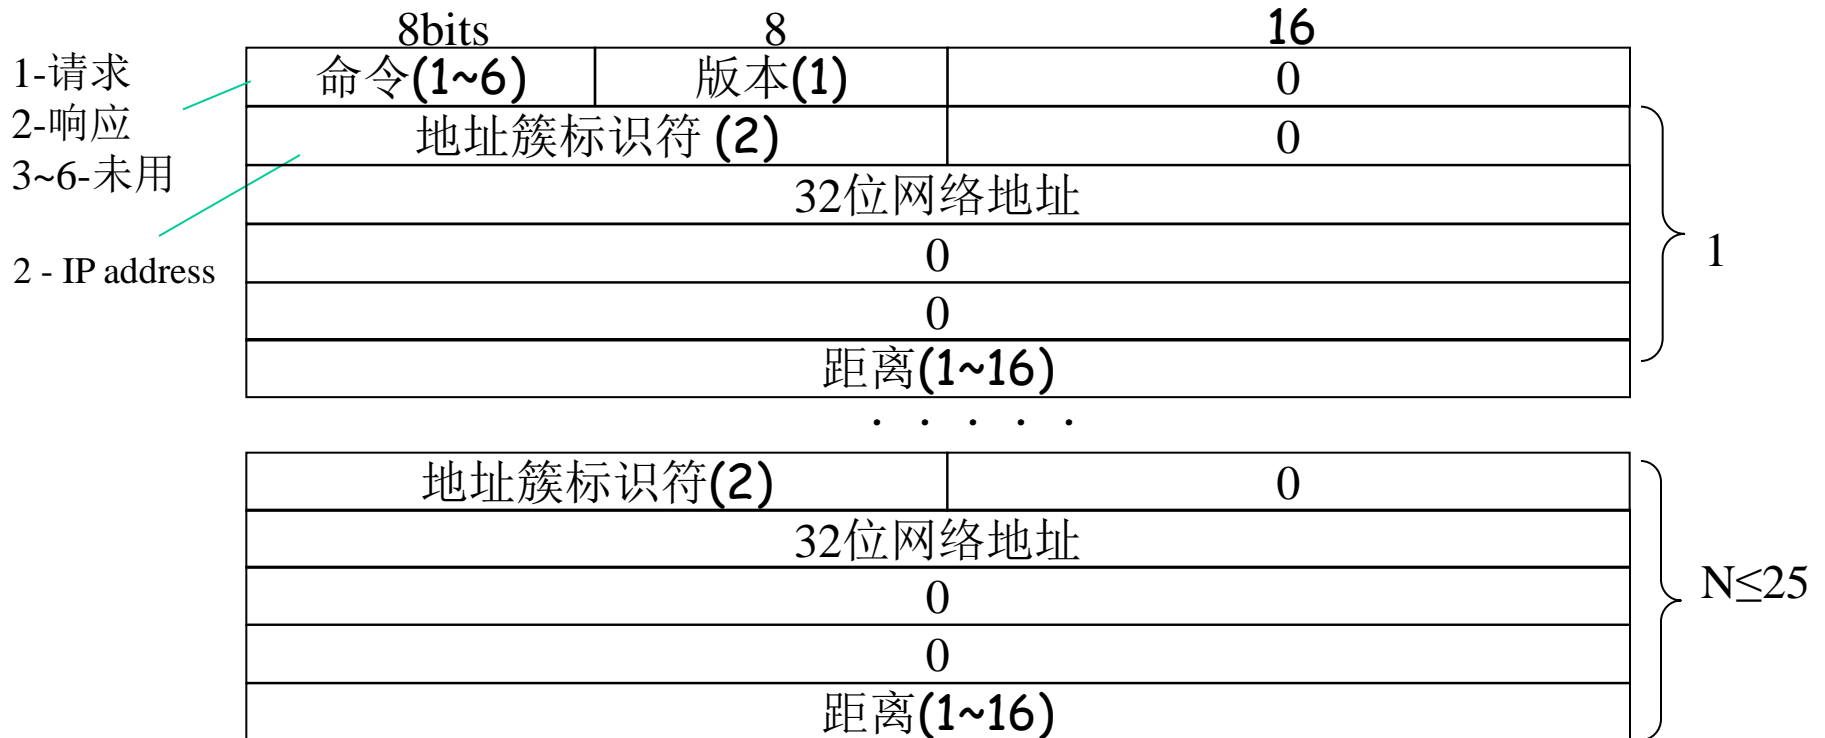 8bits 8 16
1-请求
2-响应
3~6-未用
2 - IP address
命令(1~6) 版本(1) 0
地址簇标识符 (2) 0
32位网络地址
0
0
距离(1~16)
1
· · · · ·
地址簇标识符(2) 0
32位网络地址
0
0
距离(1~16)
N≤25